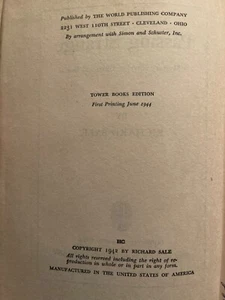 Published by THE WORLD PUBLISHING COMPANY
2231 WEST 110TH STREET · CLEVELAND · OHIO
By arrangement with Simon and Schuster, Inc.
TOWER BOOKS EDITION
First Printing June 1944
HC
COPYRIGHT 1942 BY RICHARD SALE
All rights reserved including the right of re-
production in whole or part in any form.
MANUFACTURED IN THE UNITED STATES OF AMERICA